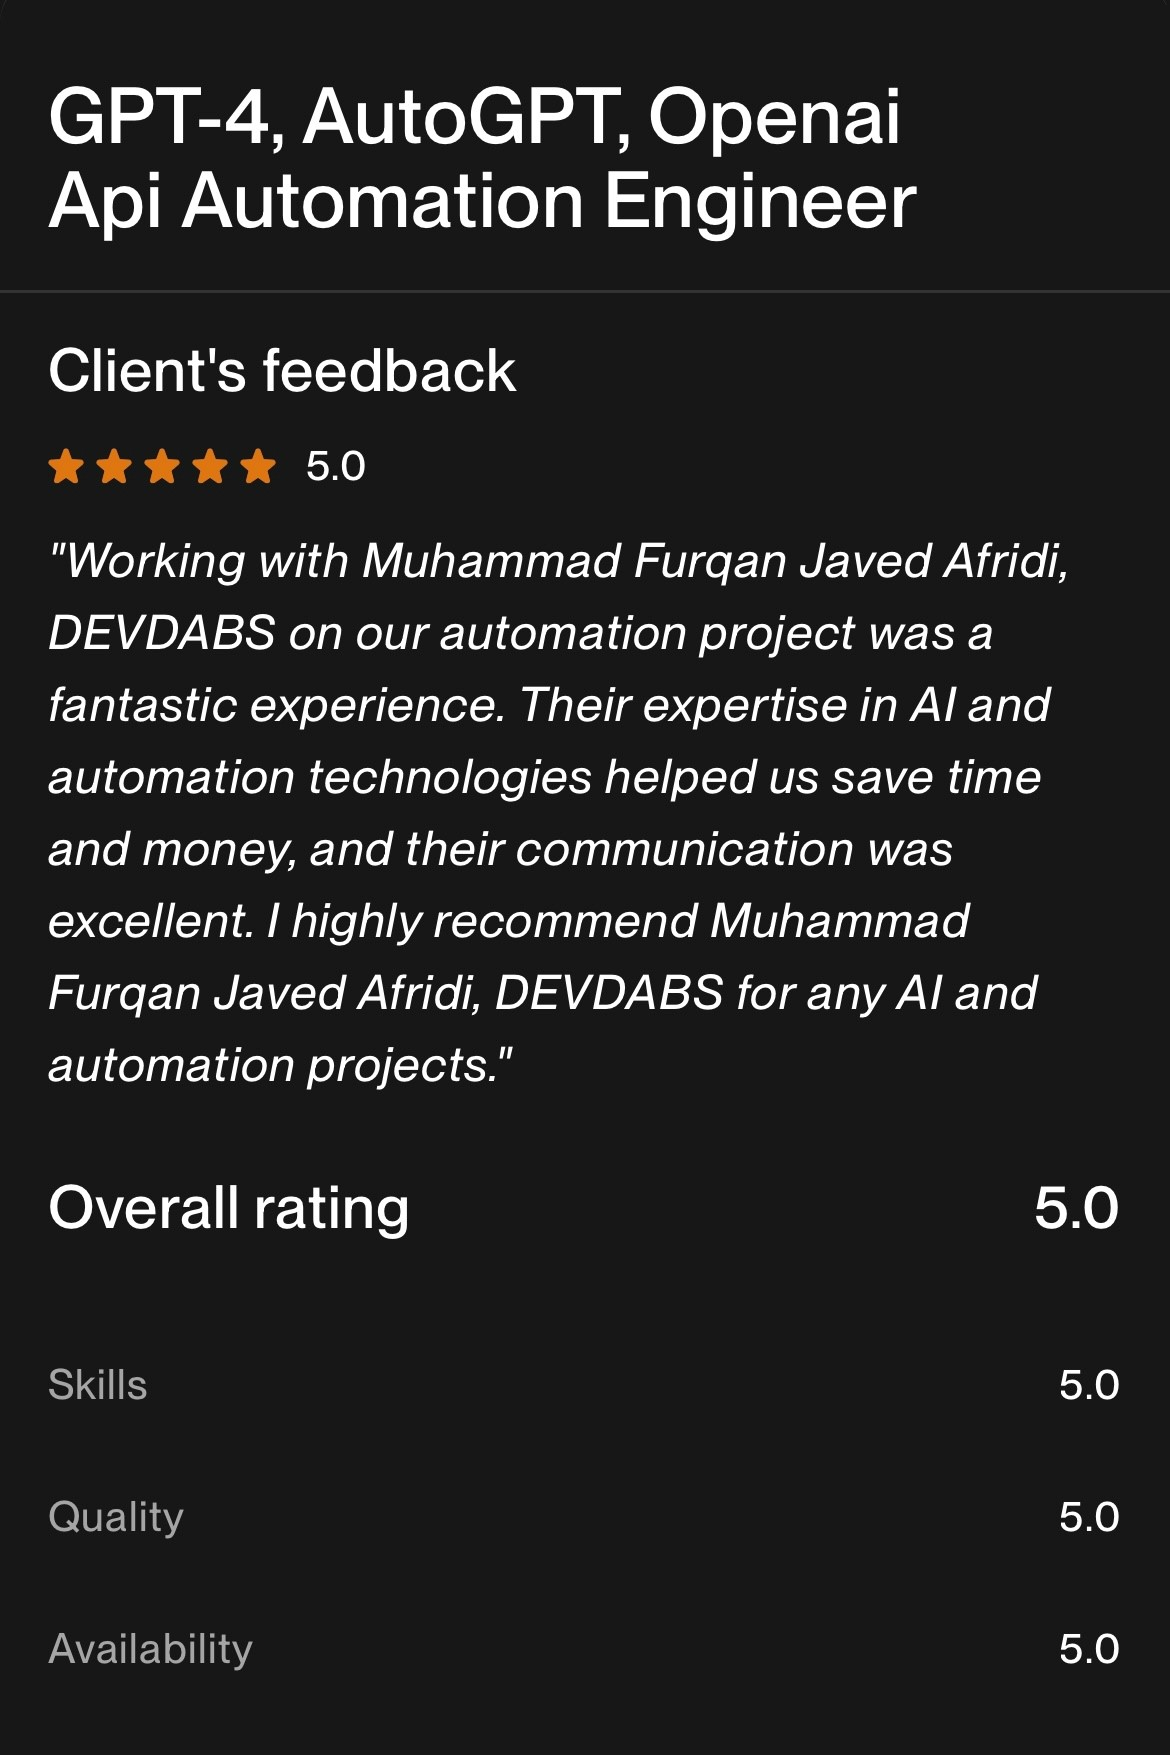 GPT-4, AutoGPT, Openai
Api Automation Engineer
Client's feedback
5.0
"Working with Muhammad Furqan Javed Afridi,
DEVDABS on our automation project was a
fantastic experience. Their expertise in AI and
automation technologies helped us save time
and money, and their communication was
excellent. I highly recommend Muhammad
Furqan Javed Afridi, DEVDABS for any AI and
automation projects."
Overall rating 5.0
Skills 5.0
Quality 5.0
Availability 5.0